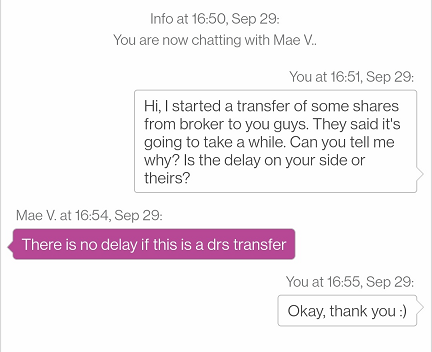 Info at 16:50, Sep 29:
You are now chatting with Mae V..
You at 16:51, Sep 29:
Hi, I started a transfer of some shares
from broker to you guys. They said it's
going to take a while. Can you tell me
why? Is the delay on your side or
theirs?
Mae V. at 16:54, Sep 29:
There is no delay if this is a drs transfer
You at 16:55, Sep 29:
Okay, thank you :)